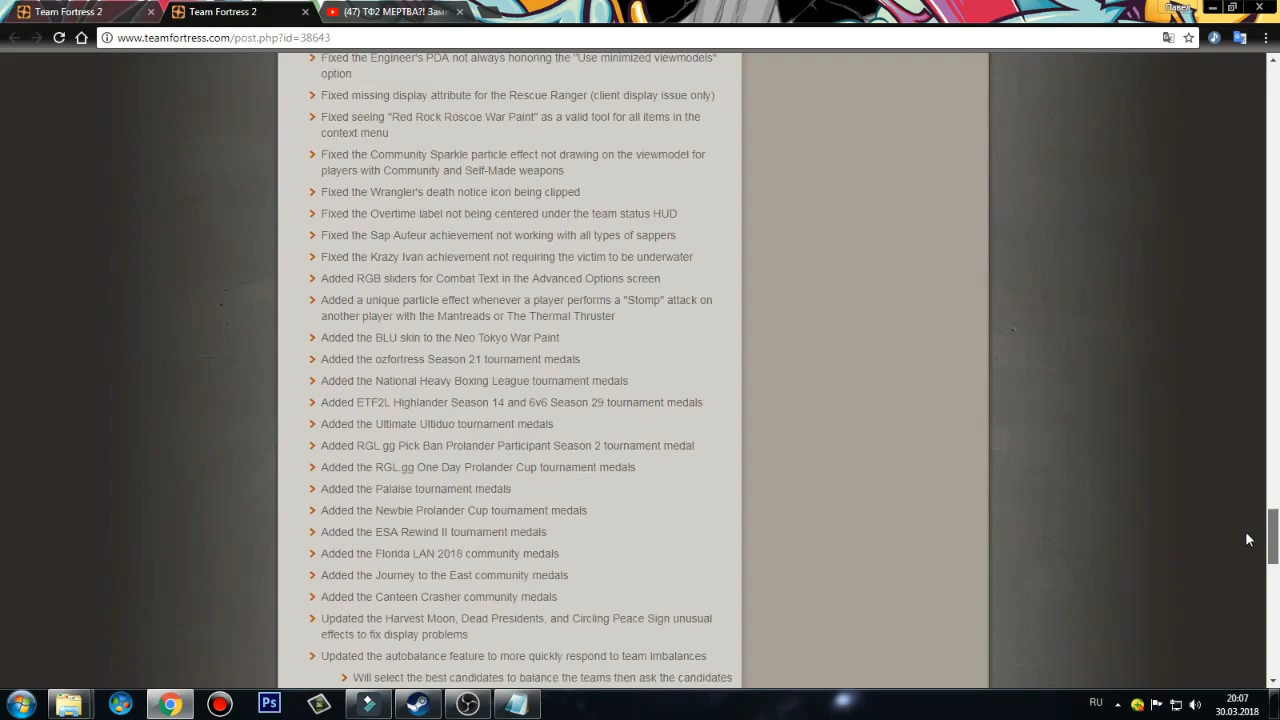 Team Fortress 2
Team Fortress 2
(47) ТФ2 МЕРТВА?! Зам
Павел
www.teamfortress.com/post.php?id=38643
Fixed the Engineer's PDA not always honoring the "Use minimized viewmodels"
option
Fixed missing display attribute for the Rescue Ranger (client display issue only)
Fixed seeing "Red Rock Roscoe War Paint" as a valid tool for all items in the
context menu
Fixed the Community Sparkle particle effect not drawing on the viewmodel for
players with Community and Self-Made weapons
Fixed the Wrangler's death notice icon being clipped
Fixed the Overtime label not being centered under the team status HUD
Fixed the Sap Auteur achievement not working with all types of sappers
Fixed the Krazy Ivan achievement not requiring the victim to be underwater
Added RGB sliders for Combat Text in the Advanced Options screen
Added a unique particle effect whenever a player performs a "Stomp" attack on
another player with the Mantreads or The Thermal Thruster
Added the BLU skin to the Neo Tokyo War Paint
Added the ozfortress Season 21 tournament medals
Added the National Heavy Boxing League tournament medals
Added ETF2L Highlander Season 14 and 6v6 Season 29 tournament medals
Added the Ultimate Ultiduo tournament medals
Added RGL.gg Pick Ban Prolander Participant Season 2 tournament medal
Added the RGL.gg One Day Prolander Cup tournament medals
Added the Palaise tournament medals
Added the Newbie Prolander Cup tournament medals
Added the ESA Rewind II tournament medals
Added the Florida LAN 2018 community medals
Added the Journey to the East community medals
Added the Canteen Crasher community medals
Updated the Harvest Moon, Dead Presidents, and Circling Peace Sign unusual
effects to fix display problems
Updated the autobalance feature to more quickly respond to team imbalances
Will select the best candidates to balance the teams then ask the candidates
Ps
RU
20:07
30.03.2018